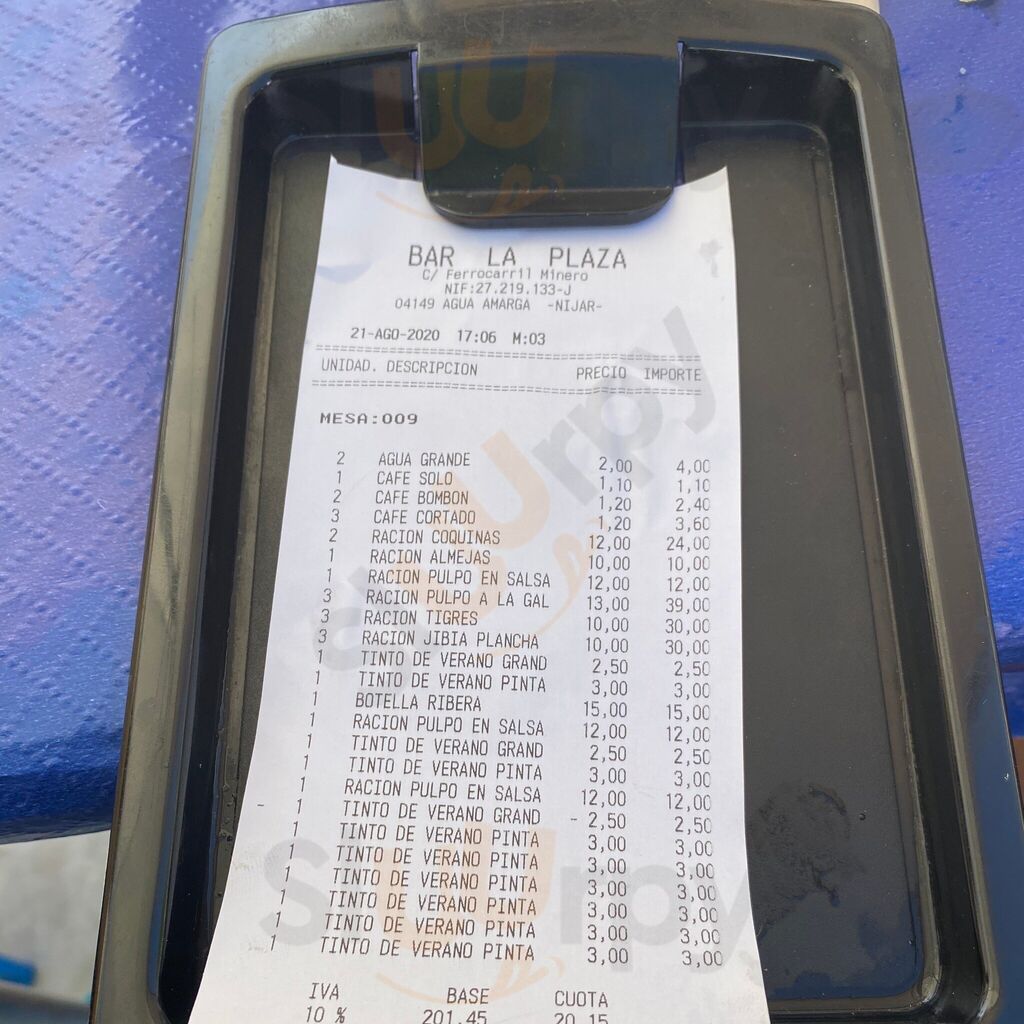 BAR LA PLAZA
C/ Ferrocarril Minero
NIF:27.219.133-J
04149 AGUA AMARGA -NIJAR-
21-AGO-2020 17:06 M:03
UNIDAD. DESCRIPCION PRECIO IMPORTE
MESA:009
2 AGUA GRANDE 2,00 4,00
1 CAFE SOLO 1,10 1,10
2 CAFE BOMBON 1,20 2,40
3 CAFE CORTADO 1,20 3,60
2 RACION COQUINAS 12,00 24,00
1 RACION ALMEJAS 10,00 10,00
1 RACION PULPO EN SALSA 12,00 12,00
3 RACION PULPO A LA GAL 13,00 39,00
3 RACION TIGRES 10,00 30,00
3 RACION JIBIA PLANCHA 10,00 30,00
1 TINTO DE VERANO GRAND 2,50 2,50
1 TINTO DE VERANO PINTA 3,00 3,00
1 BOTELLA RIBERA 15,00 15,00
1 RACION PULPO EN SALSA 12,00 12,00
1 TINTO DE VERANO GRAND 2,50 2,50
1 TINTO DE VERANO PINTA 3,00 3,00
1 RACION PULPO EN SALSA 12,00 12,00
- 1 TINTO DE VERANO GRAND - 2,50 2,50
1 TINTO DE VERANO PINTA 3,00 3,00
1 TINTO DE VERANO PINTA 3,00 3,00
1 TINTO DE VERANO PINTA 3,00 3,00
1 TINTO DE VERANO PINTA 3,00 3,00
1 TINTO DE VERANO PINTA 3,00 3,00
1 TINTO DE VERANO PINTA 3,00 3,00
IVA BASE CUOTA
10 % 201.45 20.15